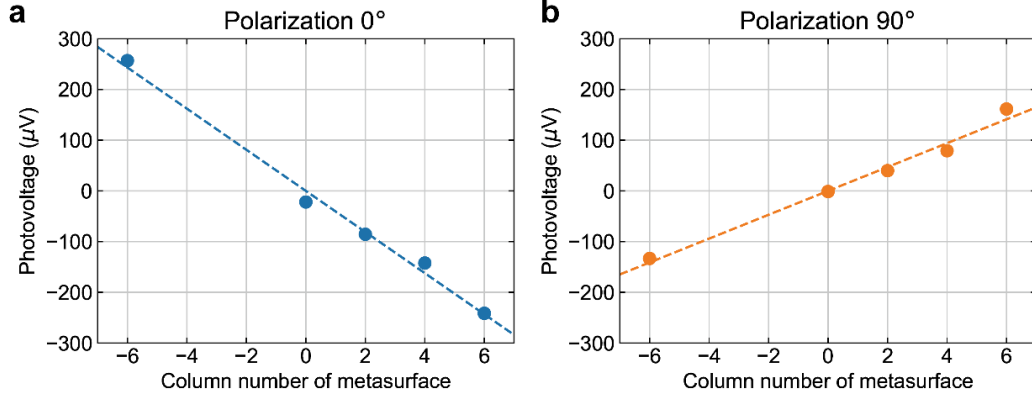 a
Polarization 0°
Photovoltage (μV)
300
200
100
0
−100
−200
−300
−6 −4 −2 0 2 4 6
Column number of metasurface
b
Polarization 90°
Photovoltage (μV)
300
200
100
0
−100
−200
−300
−6 −4 −2 0 2 4 6
Column number of metasurface